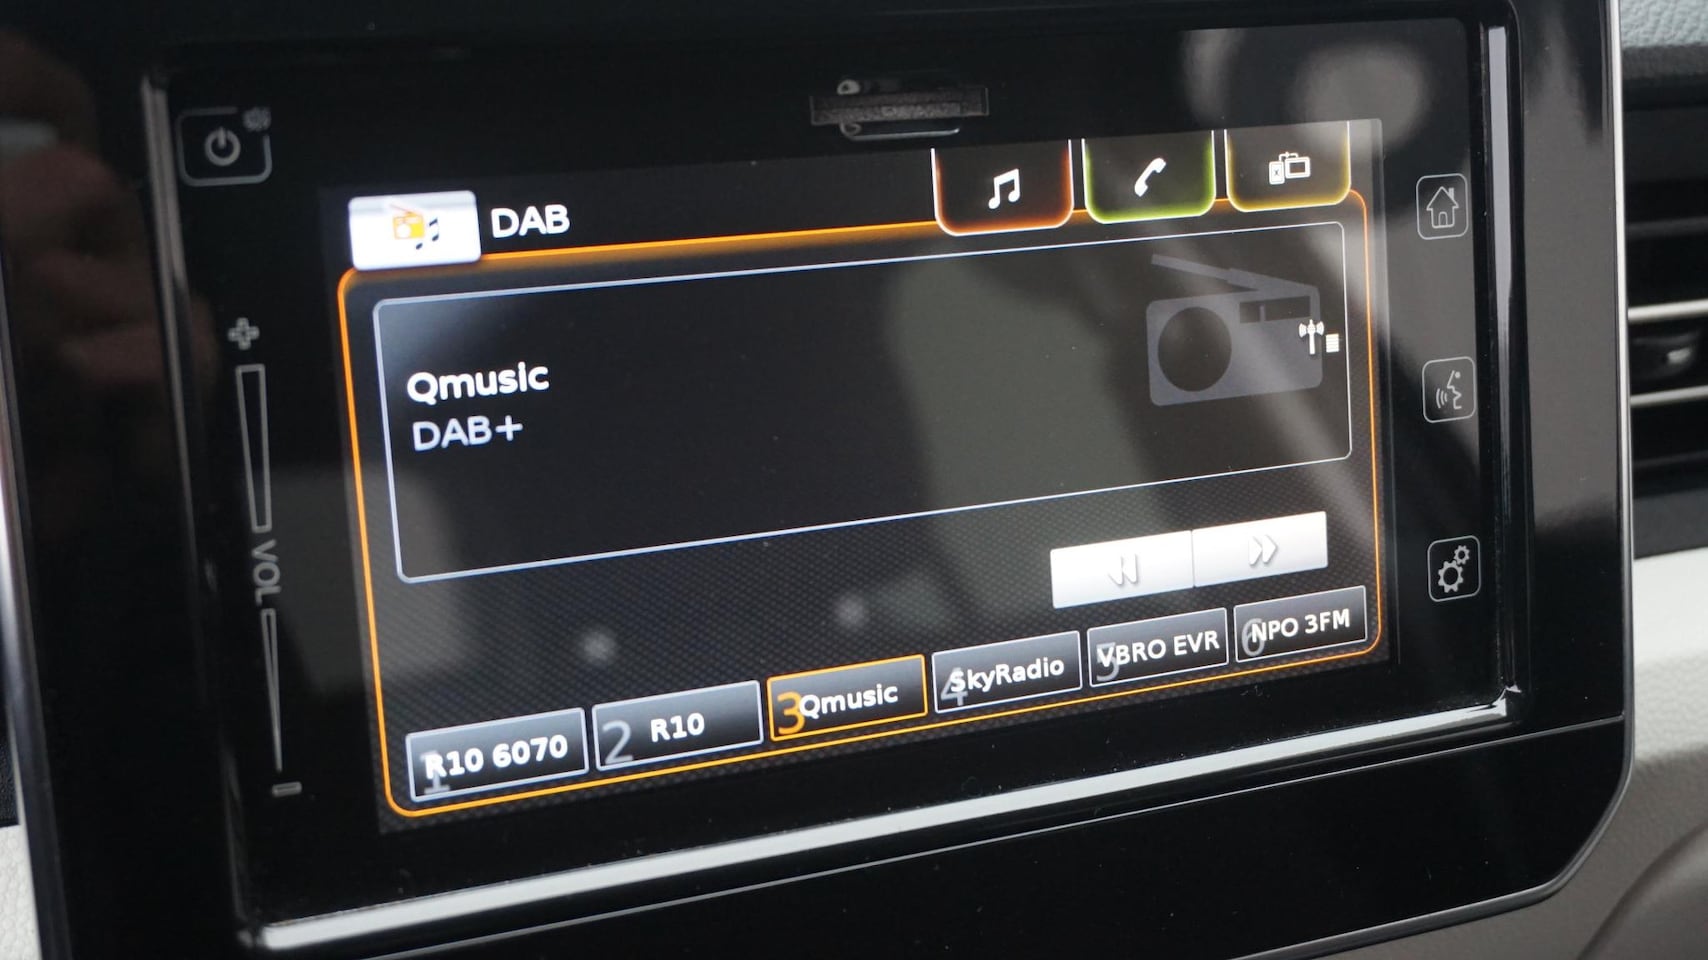 DAB
Qmusic
DAB+
VOL
1 R10 6070
2 R10
3 Qmusic
4 SkyRadio
5 VBRO EVR
6 NPO 3FM